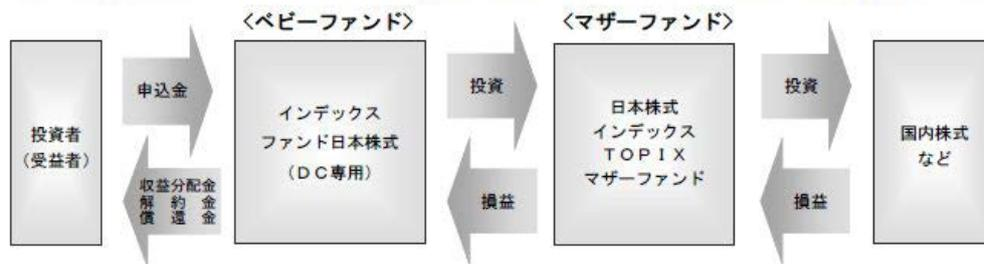 〈ベビーファンド〉
〈マザーファンド〉
投資者
(受益者)
申込金
収益分配金
解約金
償還金
インデックス
ファンド日本株式
(DC専用)
投資
損益
日本株式
インデックス
TOPIX
マザーファンド
投資
損益
国内株式
など